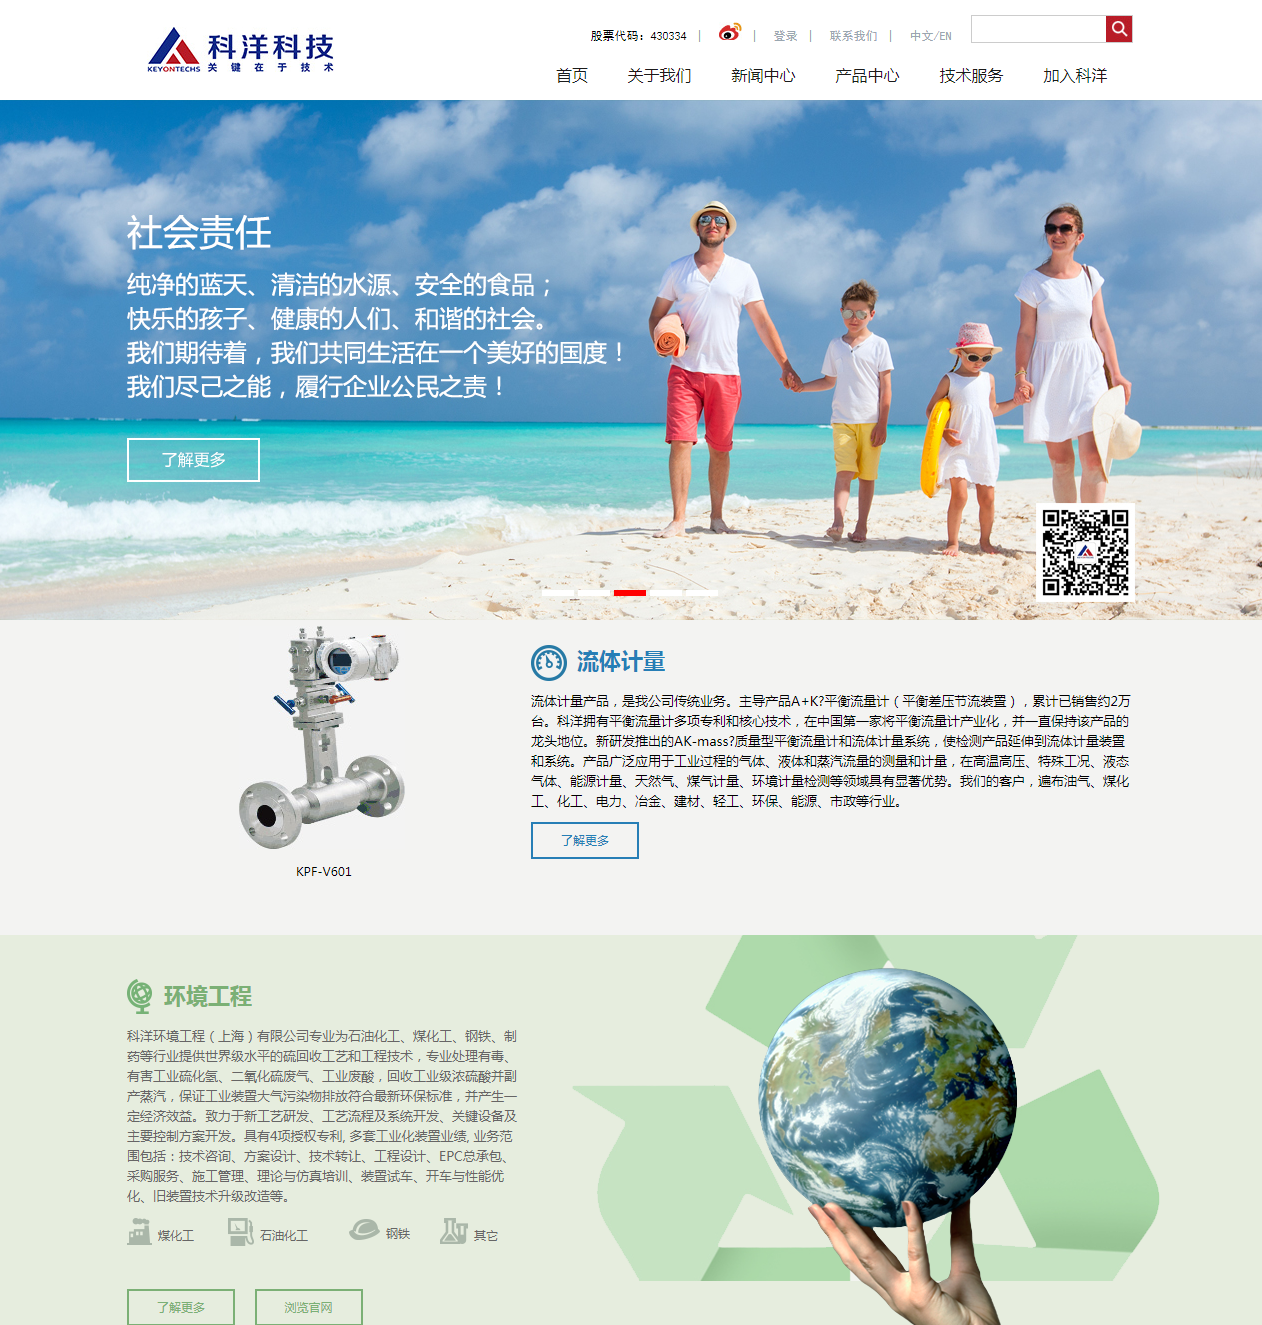 科洋科技
KEYONTECHS 关键在于技术
股票代码：430334 | | 登录 | 联系我们 | 中文/EN
首页 关于我们 新闻中心 产品中心 技术服务 加入科洋
社会责任
纯净的蓝天、清洁的水源、安全的食品；
快乐的孩子、健康的人们、和谐的社会。
我们期待着，我们共同生活在一个美好的国度！
我们尽己之能，履行企业公民之责！
了解更多
流体计量
流体计量产品，是我公司传统业务。主导产品A+K?平衡流量计（平衡差压节流装置），累计已销售约2万
台。科洋拥有平衡流量计多项专利和核心技术，在中国第一家将平衡流量计产业化，并一直保持该产品的
龙头地位。新研发推出的AK-mass?质量型平衡流量计和流体计量系统，使检测产品延伸到流体计量装置
和系统。产品广泛应用于工业过程的气体、液体和蒸汽流量的测量和计量，在高温高压、特殊工况、液态
气体、能源计量、天然气、煤气计量、环境计量检测等领域具有显著优势。我们的客户，遍布油气、煤化
工、化工、电力、冶金、建材、轻工、环保、能源、市政等行业。
了解更多
KPF-V601
环境工程
科洋环境工程（上海）有限公司专业为石油化工、煤化工、钢铁、制
药等行业提供世界级水平的硫回收工艺和工程技术，专业处理有毒、
有害工业硫化氢、二氧化硫废气、工业废酸，回收工业级浓硫酸并副
产蒸汽，保证工业装置大气污染物排放符合最新环保标准，并产生一
定经济效益。致力于新工艺研发、工艺流程及系统开发、关键设备及
主要控制方案开发。具有4项授权专利, 多套工业化装置业绩, 业务范
围包括：技术咨询、方案设计、技术转让、工程设计、EPC总承包、
采购服务、施工管理、理论与仿真培训、装置试车、开车与性能优
化、旧装置技术升级改造等。
煤化工 石油化工 钢铁 其它
了解更多 浏览官网